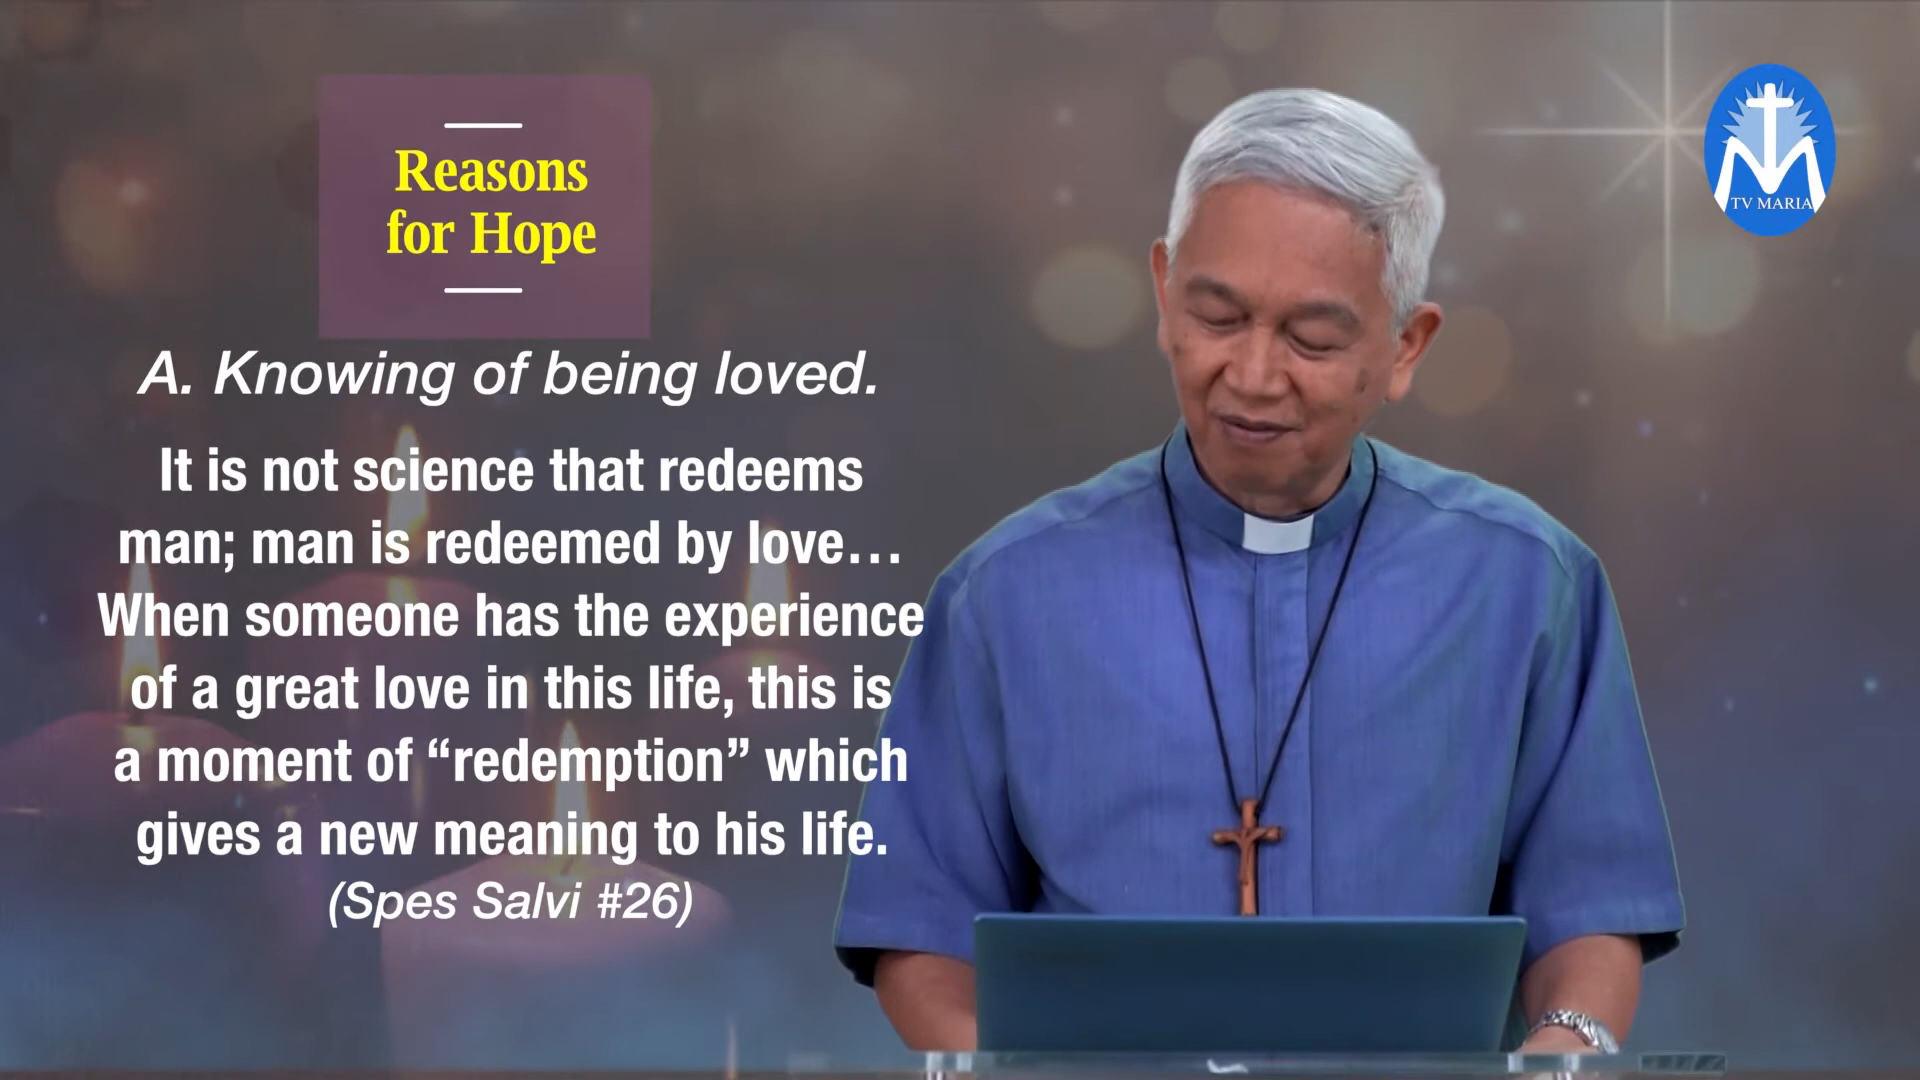 Reasons
for Hope
TV MARIA
A. Knowing of being loved.
It is not science that redeems
man; man is redeemed by love…
When someone has the experience
of a great love in this life, this is
a moment of “redemption” which
gives a new meaning to his life.
(Spes Salvi #26)